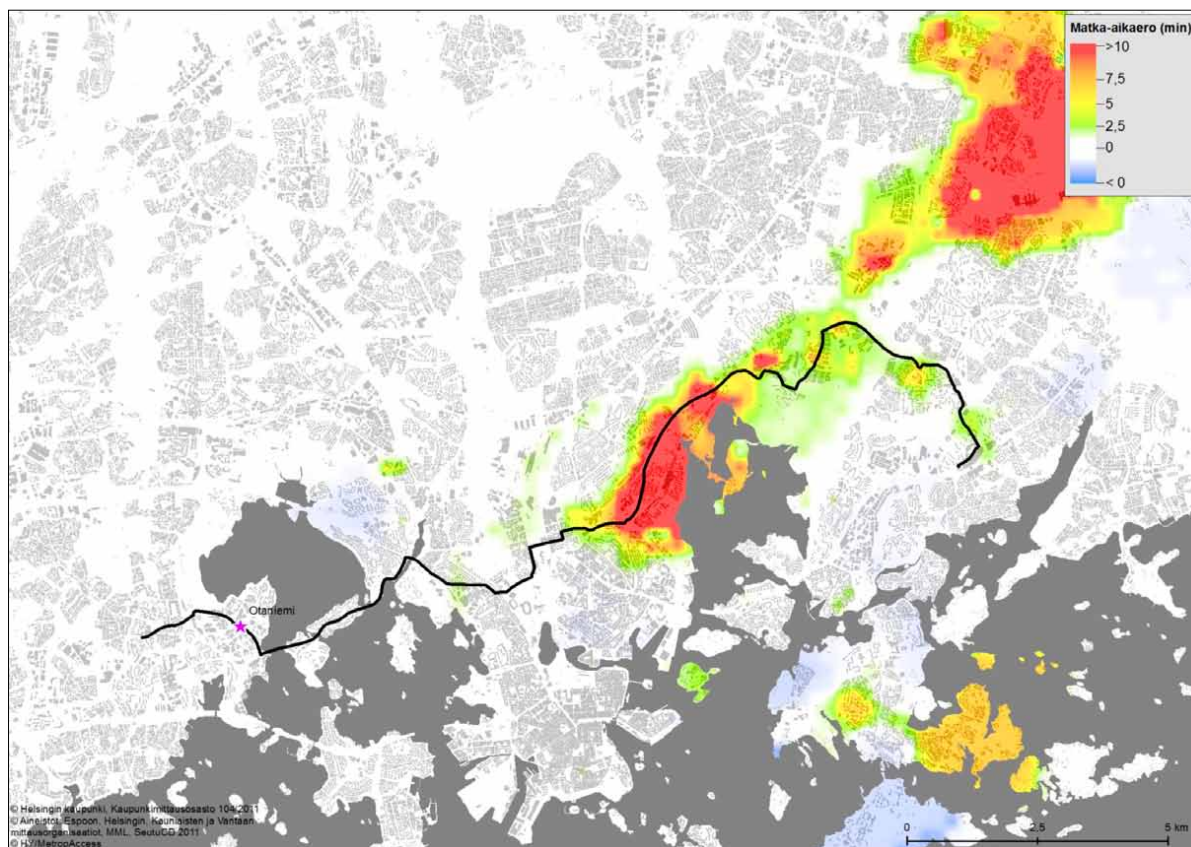 Matka-aikaero (min)
>10
7,5
5
2,5
0
< 0
Otaniemi
© Helsingin kaupunki, Kaupunkimittausosasto 104/2011
© Aineistot: Espoon, Helsingin, Kauniaisten ja Vantaan
mittausorganisaatiot, MML, SeutuCD 2011
© HY/MetropAccess
0 2,5 5 km